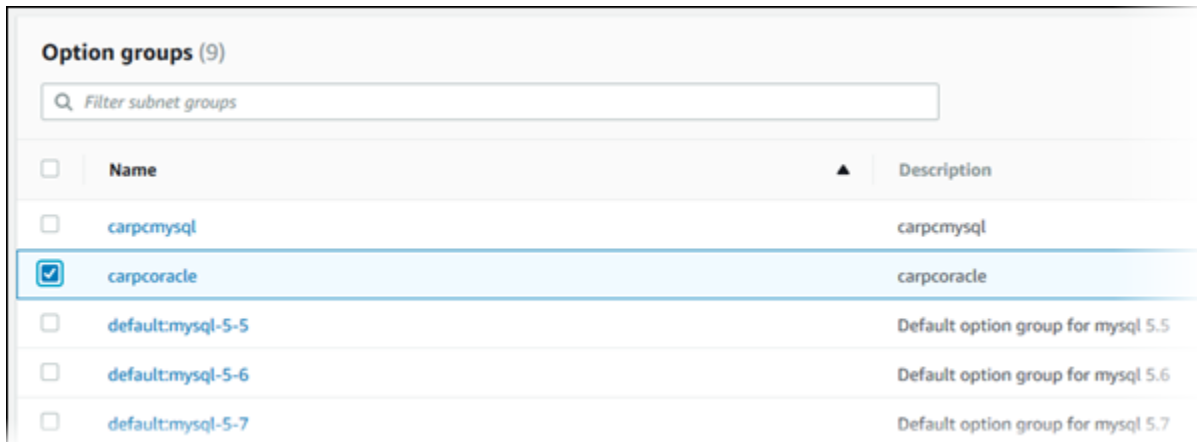 Option groups (9)
Filter subnet groups
Name Description
carpcmysql carpcmysql
carpcoracle carpcoracle
default:mysql-5-5 Default option group for mysql 5.5
default:mysql-5-6 Default option group for mysql 5.6
default:mysql-5-7 Default option group for mysql 5.7